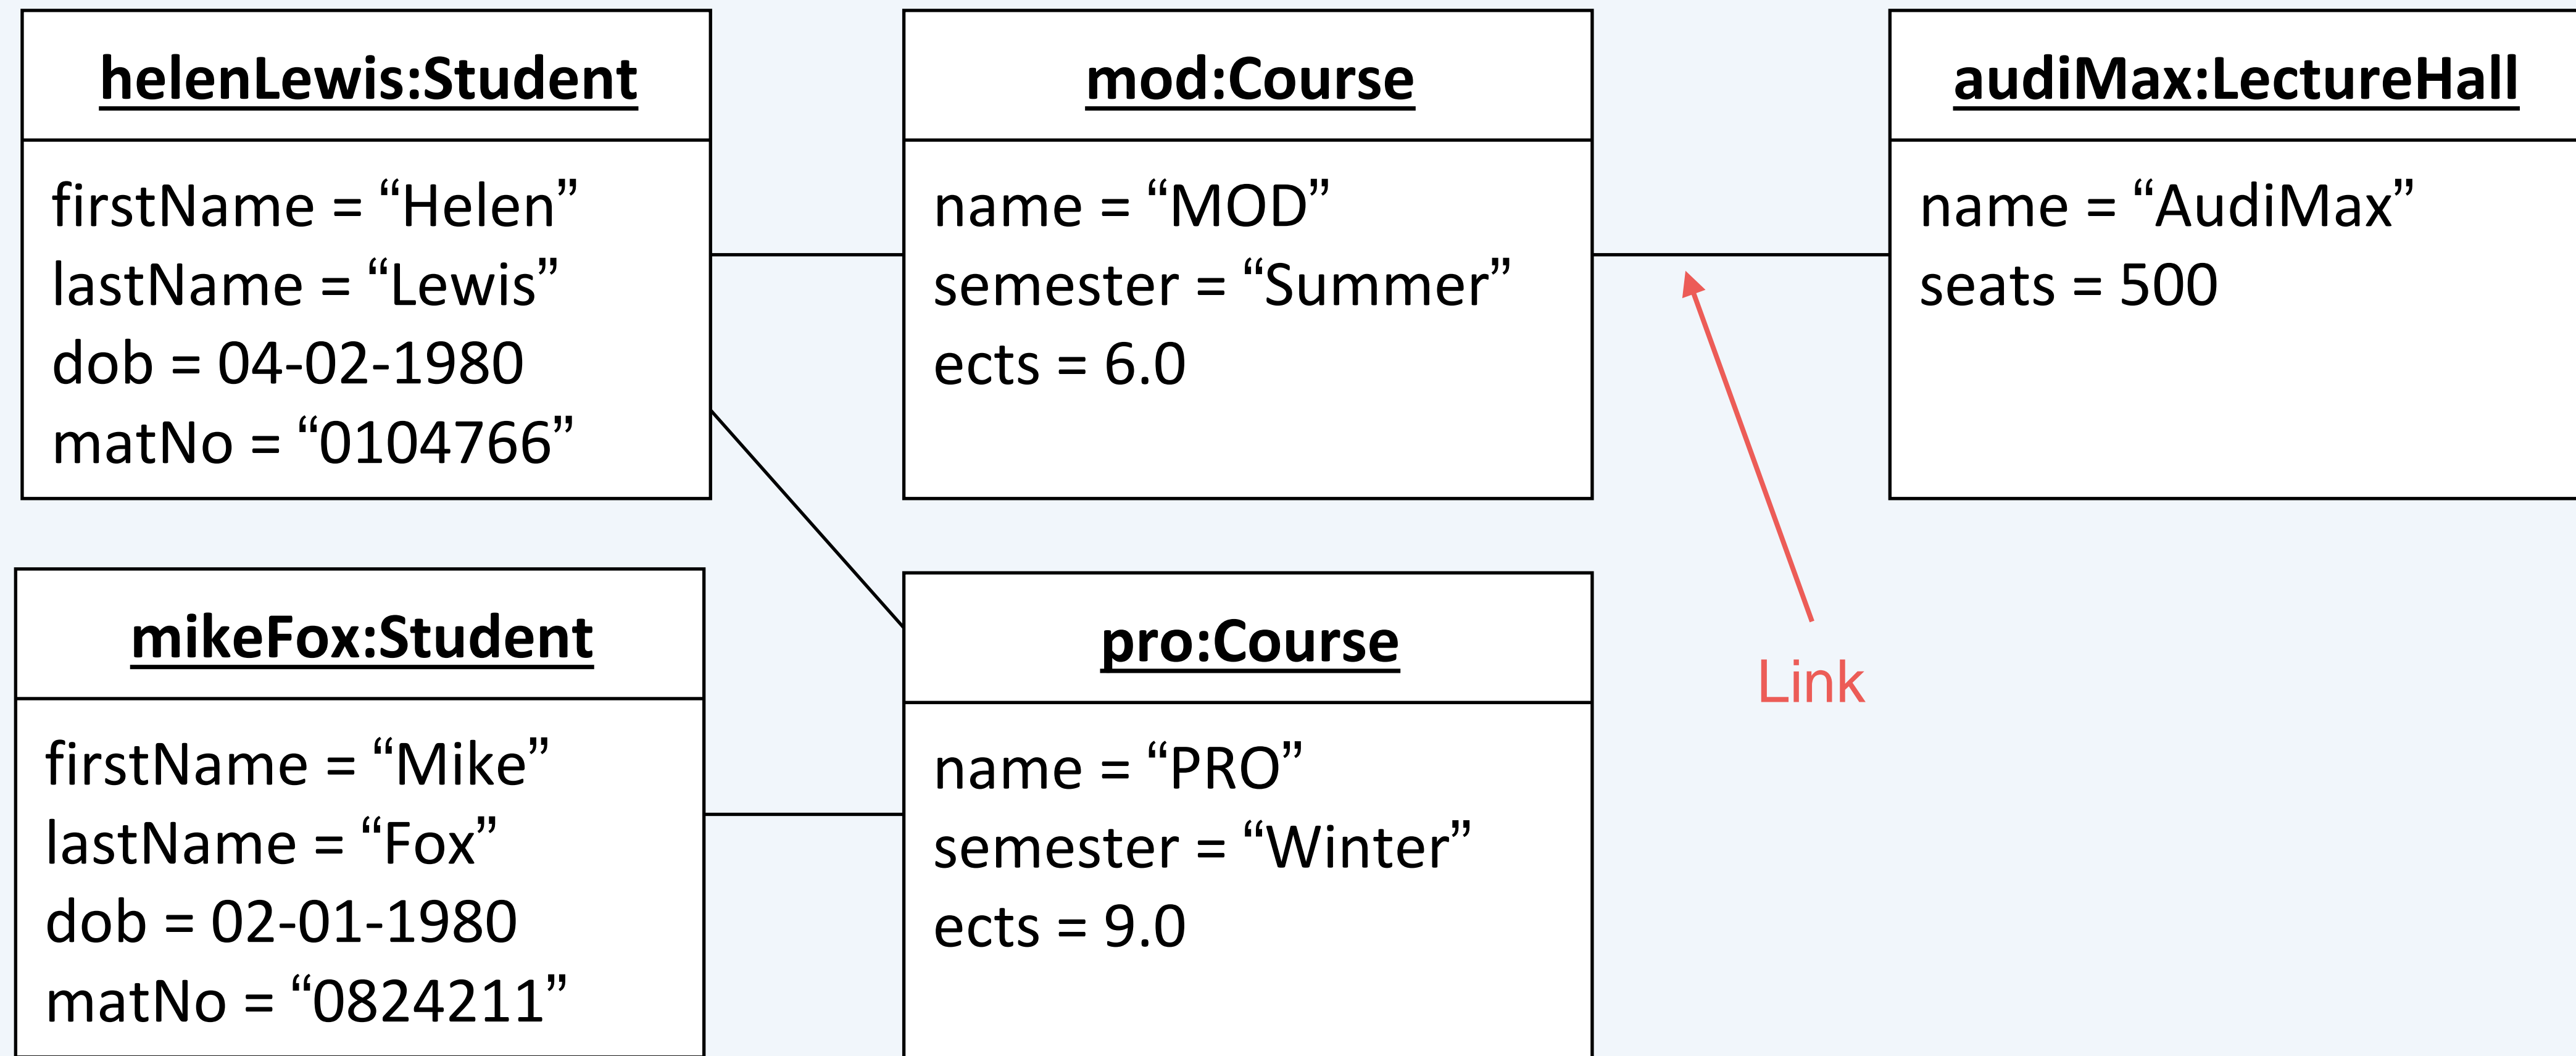 helenLewis:Student
firstName = “Helen”
lastName = “Lewis”
dob = 04-02-1980
matNo = “0104766”
mod:Course
name = “MOD”
semester = “Summer”
ects = 6.0
audiMax:LectureHall
name = “AudiMax”
seats = 500
mikeFox:Student
firstName = “Mike”
lastName = “Fox”
dob = 02-01-1980
matNo = “0824211”
pro:Course
name = “PRO”
semester = “Winter”
ects = 9.0
Link